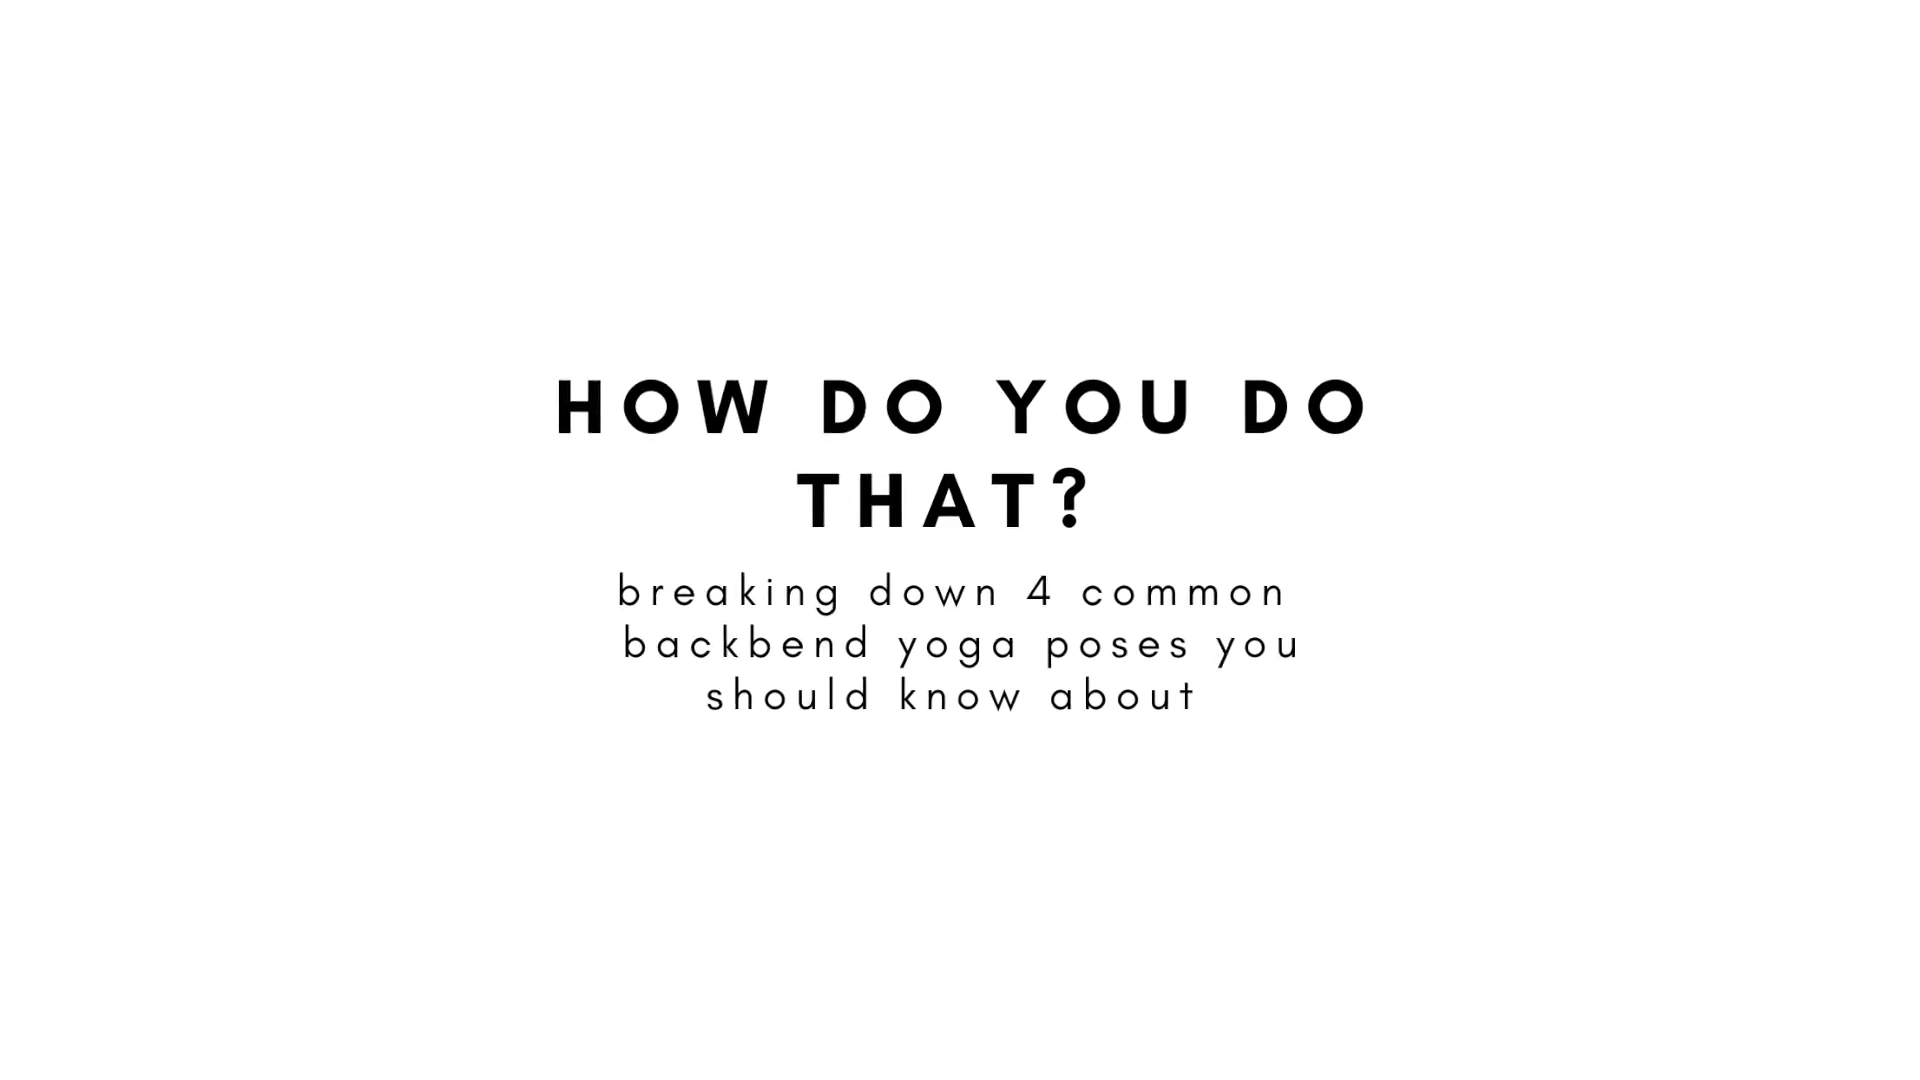 HOW DO YOU DO
THAT?
breaking down 4 common
backbend yoga poses you
should know about